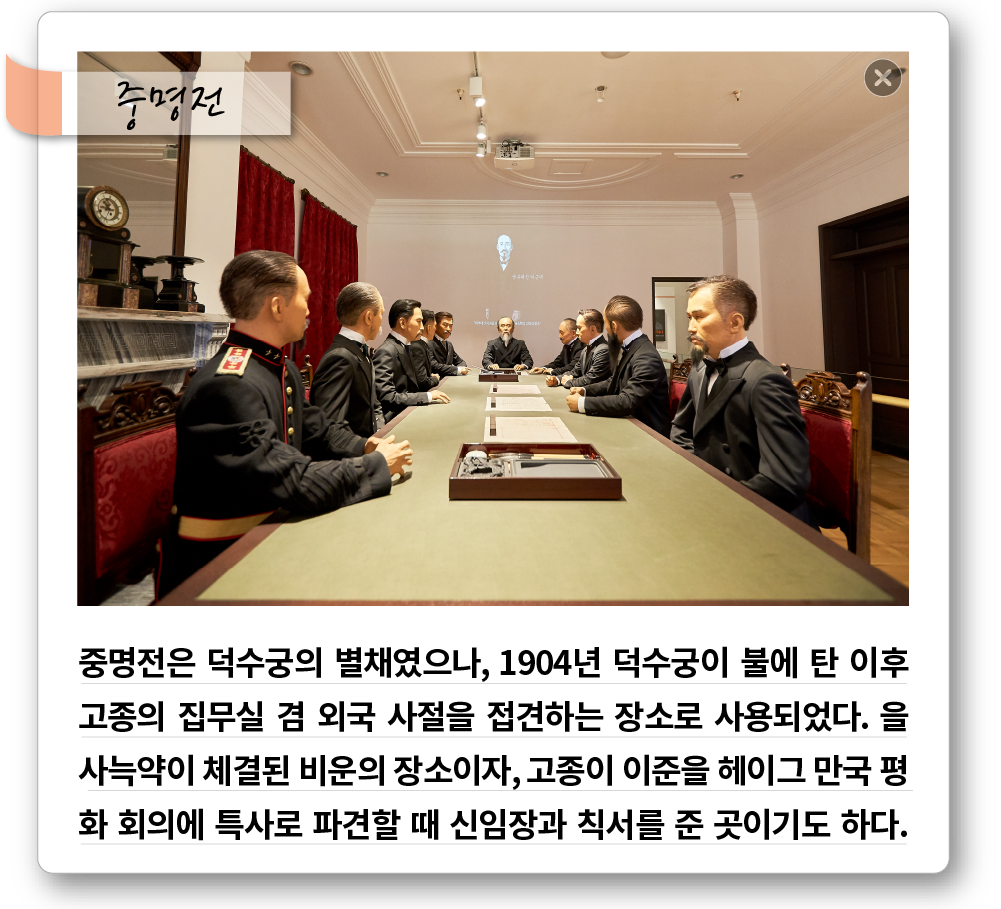 중명전
중명전은 덕수궁의 별채였으나, 1904년 덕수궁이 불에 탄 이후
고종의 집무실 겸 외국 사절을 접견하는 장소로 사용되었다. 을
사늑약이 체결된 비운의 장소이자, 고종이 이준을 헤이그 만국 평
화 회의에 특사로 파견할 때 신임장과 칙서를 준 곳이기도 하다.